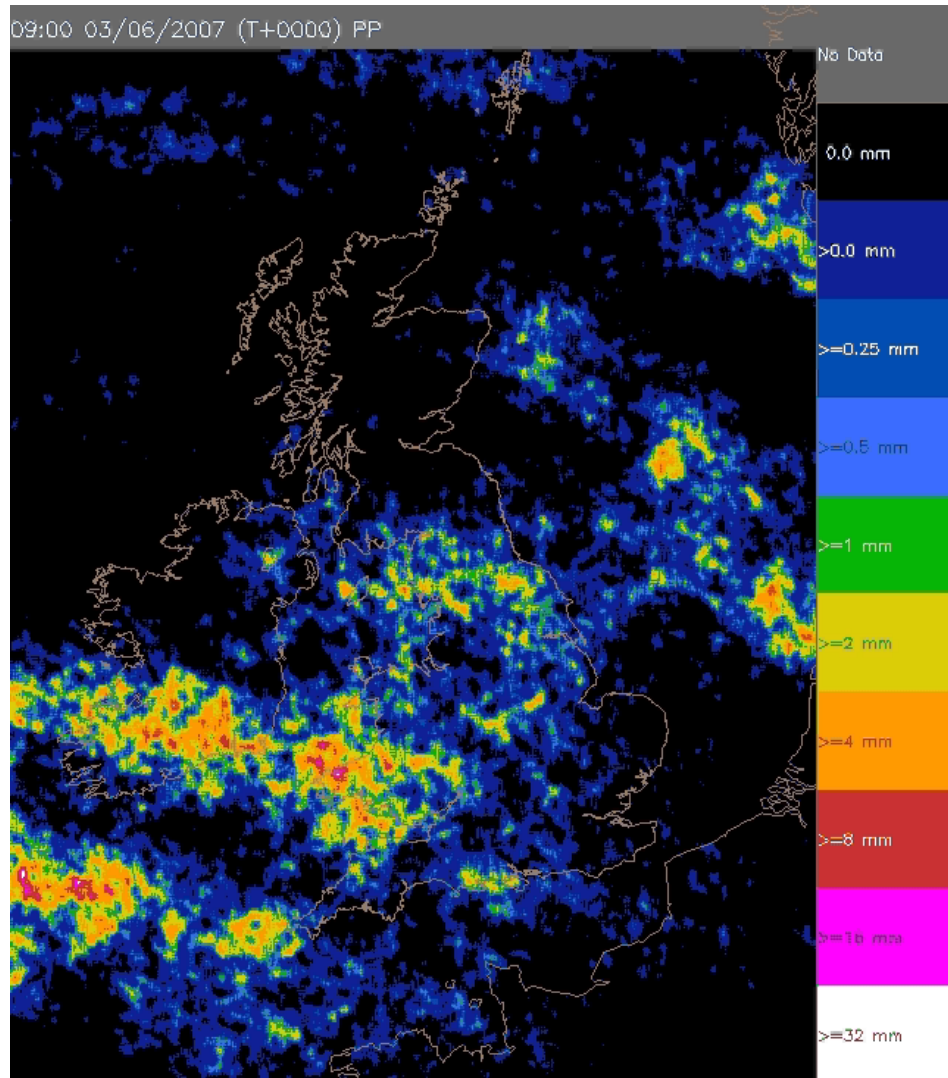 09:00 03/06/2007 (T+0000) PP
No Data
0.0 mm
>0.0 mm
>=0.25 mm
>=0.5 mm
>=1 mm
>=2 mm
>=4 mm
>=8 mm
>=16 mm
>=32 mm